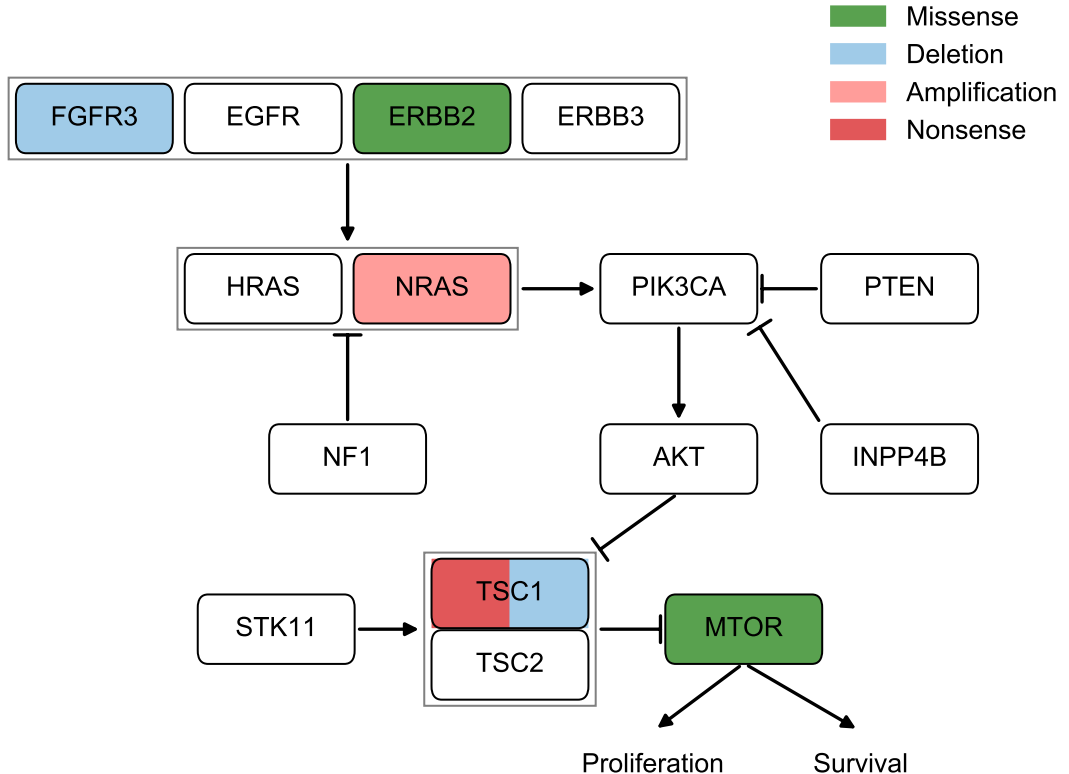 Missense
Deletion
Amplification
Nonsense
FGFR3 EGFR ERBB2 ERBB3
HRAS NRAS PIK3CA PTEN
NF1 AKT INPP4B
TSC1
STK11 MTOR
TSC2
Proliferation Survival